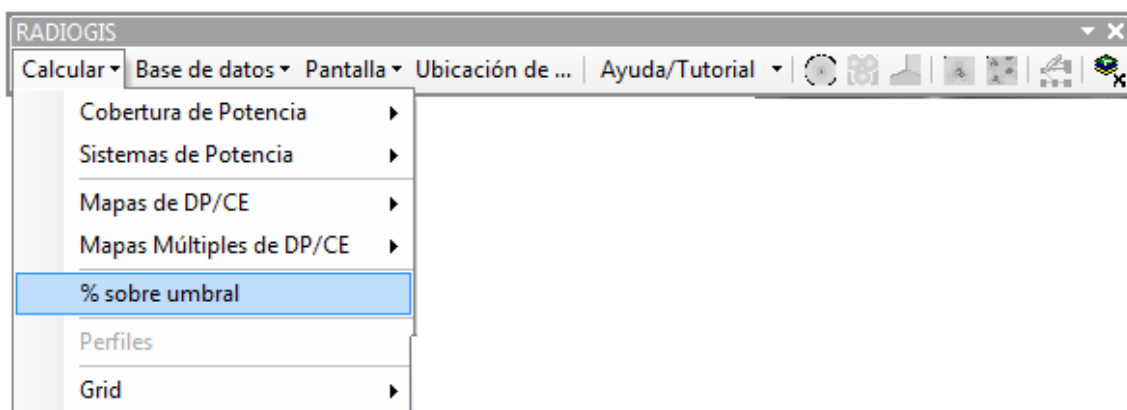 RADIOGIS
Calcular Base de datos Pantalla Ubicación de ... Ayuda/Tutorial
Cobertura de Potencia
Sistemas de Potencia
Mapas de DP/CE
Mapas Múltiples de DP/CE
% sobre umbral
Perfiles
Grid